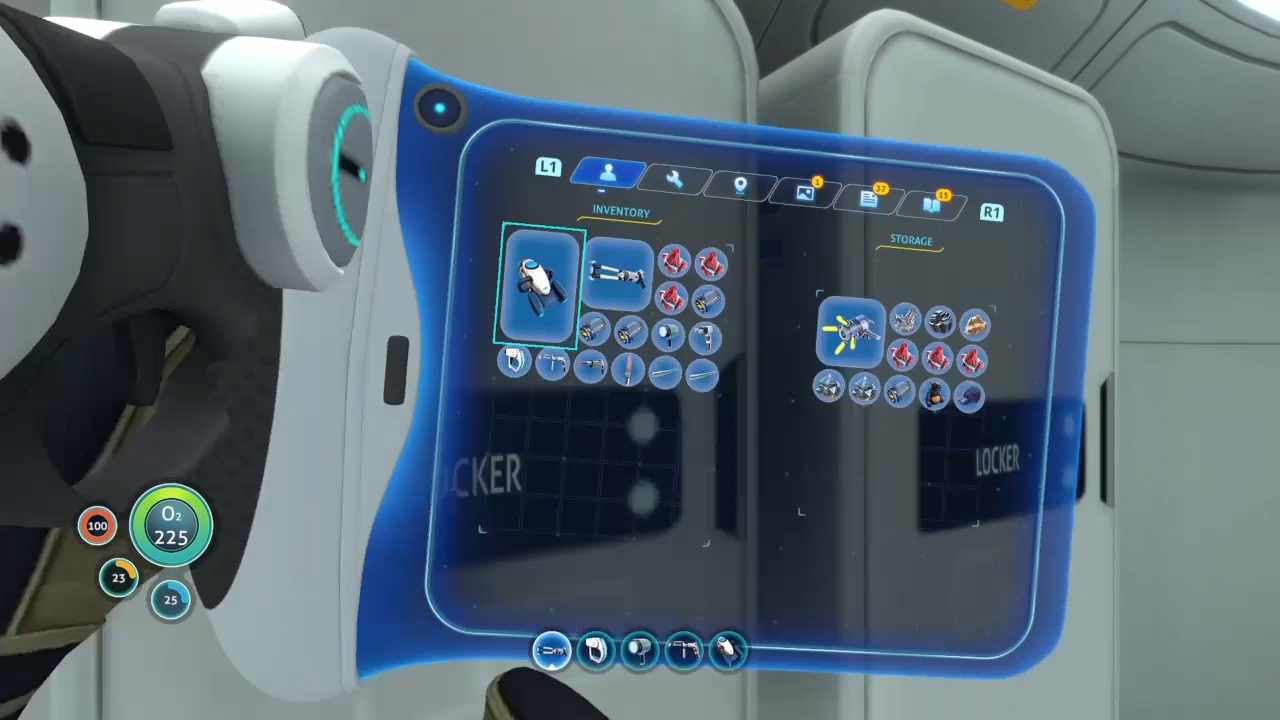 L1
1
37
15
R1
INVENTORY
STORAGE
CKER
LOCKER
100
O₂
225
23
25